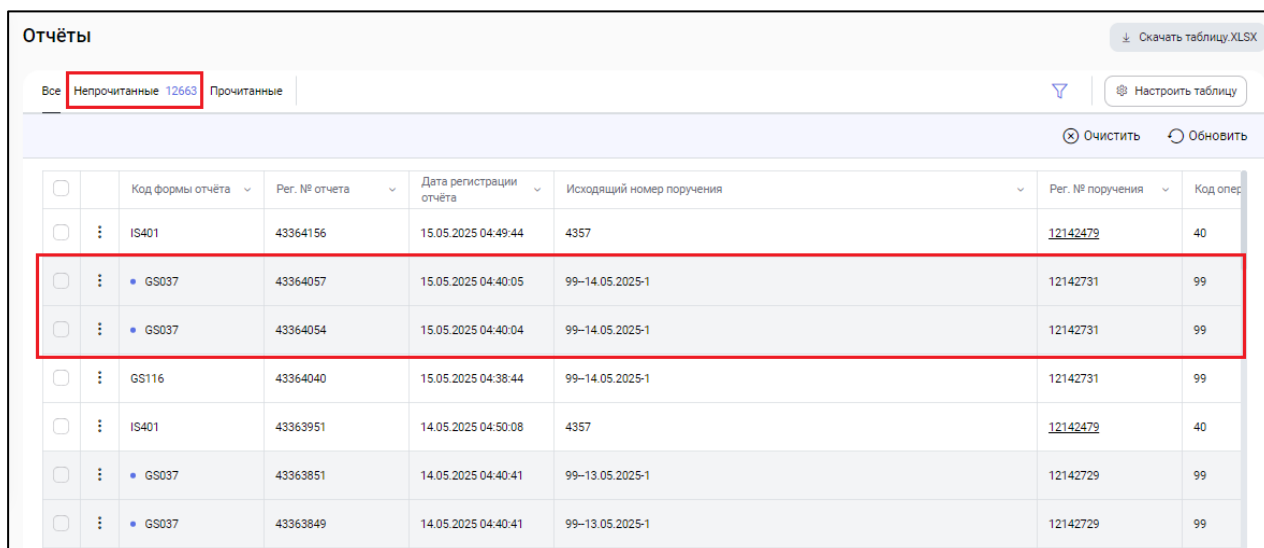 Отчёты
Скачать таблицу.XLSX
Все Непрочитанные 12663 Прочитанные
Настроить таблицу
Очистить Обновить
Код формы отчёта Рег. № отчета Дата регистрации отчёта Исходящий номер поручения Рег. № поручения Код опер
IS401 43364156 15.05.2025 04:49:44 4357 12142479 40
GS037 43364057 15.05.2025 04:40:05 99--14.05.2025-1 12142731 99
GS037 43364054 15.05.2025 04:40:04 99--14.05.2025-1 12142731 99
GS116 43364040 15.05.2025 04:38:44 99--14.05.2025-1 12142731 99
IS401 43363951 14.05.2025 04:50:08 4357 12142479 40
GS037 43363851 14.05.2025 04:40:41 99--13.05.2025-1 12142729 99
GS037 43363849 14.05.2025 04:40:41 99--13.05.2025-1 12142729 99